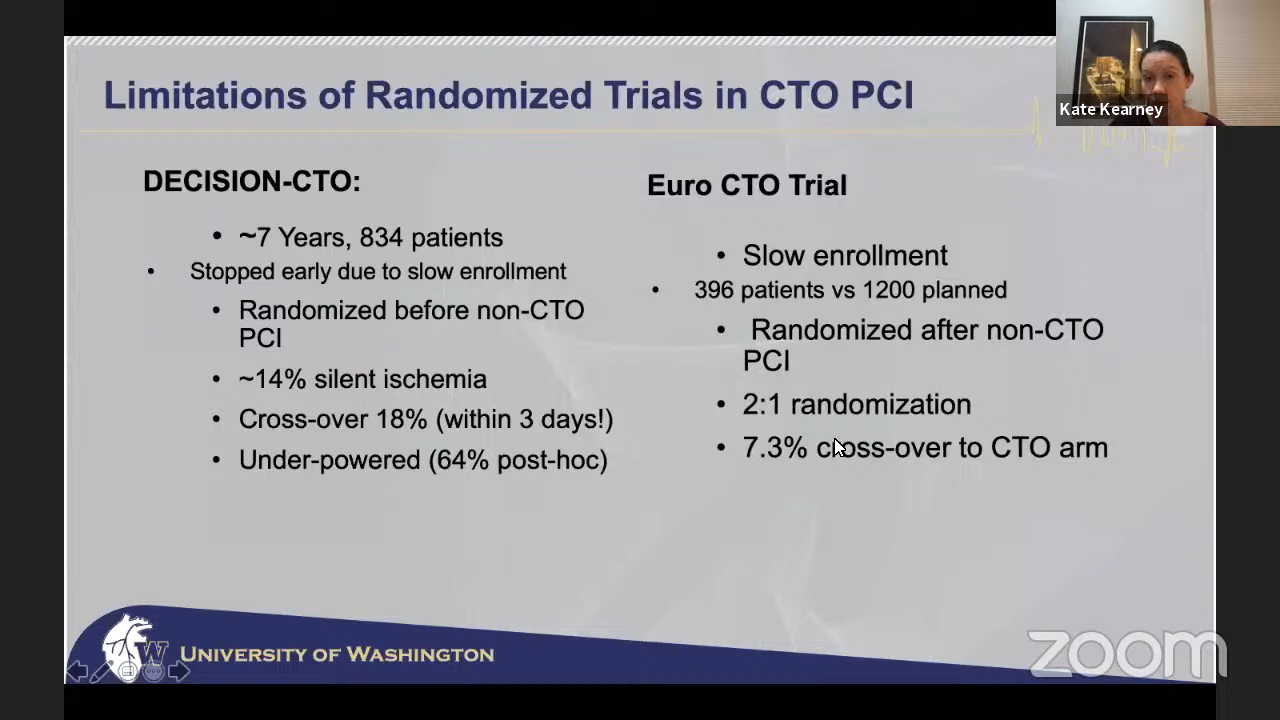 Limitations of Randomized Trials in CTO PCI
Kate Kearney
DECISION-CTO:
• ~7 Years, 834 patients
• Stopped early due to slow enrollment
• Randomized before non-CTO
PCI
• ~14% silent ischemia
• Cross-over 18% (within 3 days!)
• Under-powered (64% post-hoc)
Euro CTO Trial
• Slow enrollment
• 396 patients vs 1200 planned
• Randomized after non-CTO
PCI
• 2:1 randomization
• 7.3% cross-over to CTO arm
W
UNIVERSITY OF WASHINGTON
zoom